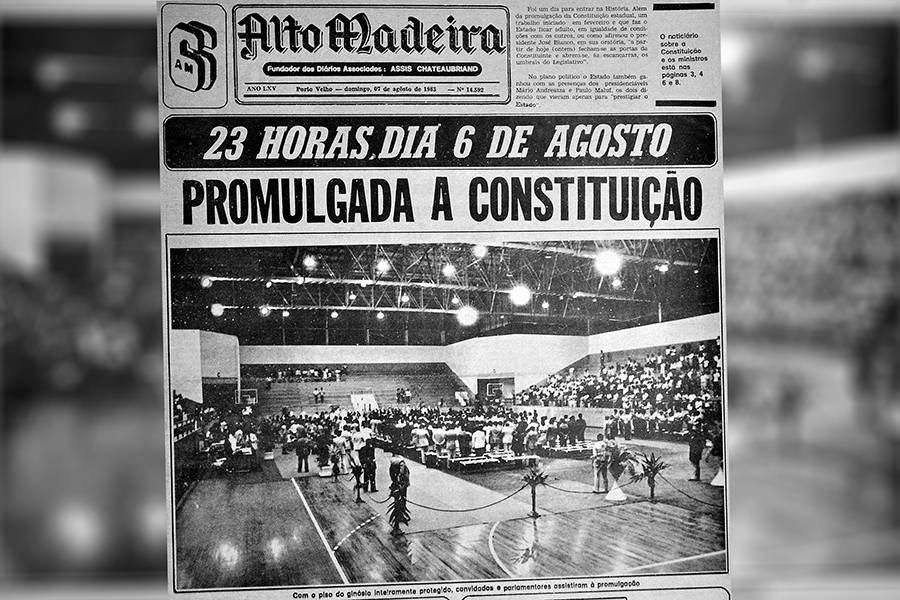 AM
Alto Madeira
Fundador dos Diários Associados: ASSIS CHATEAUBRIAND
ANO LXV Porto Velho — domingo, 07 de agosto de 1983 — Nº 14.592
Foi um dia para entrar na História. Além
da promulgação da Constituição estadual, um
trabalho iniciado em fevereiro e que faz o
Estado ficar adulto, em igualdade de condi-
ções com os outros, ou como afirmou o pre-
sidente José Bianco, em sua oratória, "a par-
tir de hoje (ontem) fecham-se as portas da
Constituinte e abrem-se, às escancarras, os
umbrais do Legislativo".
No plano político o Estado também ga-
nhou com as presenças dos presidenciáveis
Mário Andreazza e Paulo Maluf, os dois di-
zendo que vieram apenas para "prestigiar o
Estado".
O noticiário
sobre a
Constituição
e os ministros
está nas
páginas 3, 4
6 e 8.
23 HORAS, DIA 6 DE AGOSTO
PROMULGADA A CONSTITUIÇÃO
Com o piso do ginásio inteiramente protegido, convidados e parlamentares assistiram à promulgação